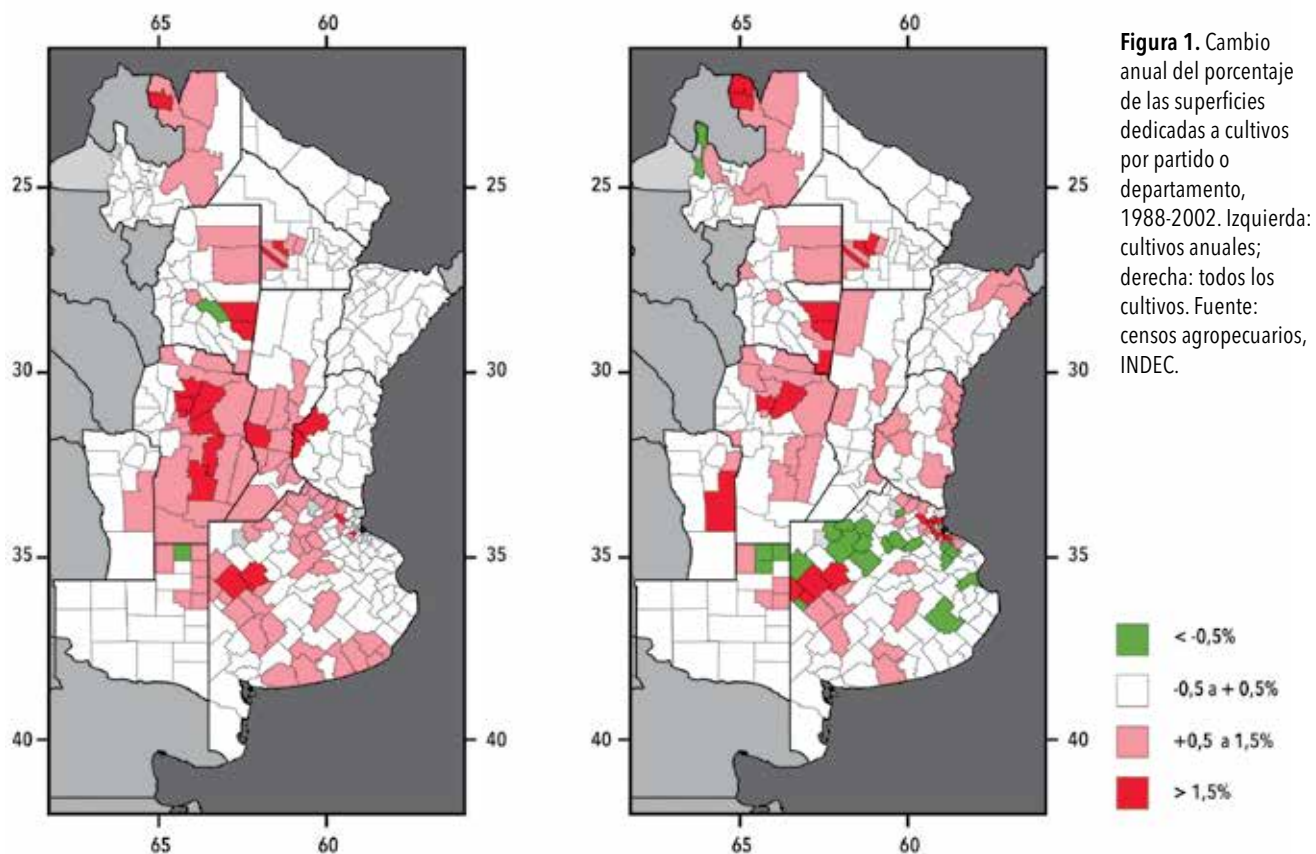 65
60
65
60
Figura 1. Cambio
anual del porcentaje
de las superficies
dedicadas a cultivos
por partido o
departamento,
1988-2002. Izquierda:
cultivos anuales;
derecha: todos los
cultivos. Fuente:
censos agropecuarios,
INDEC.
25
25
25
25
30
30
30
30
35
35
35
35
40
40
40
40
< -0,5%
-0,5 a + 0,5%
+0,5 a 1,5%
> 1,5%
65
60
65
60